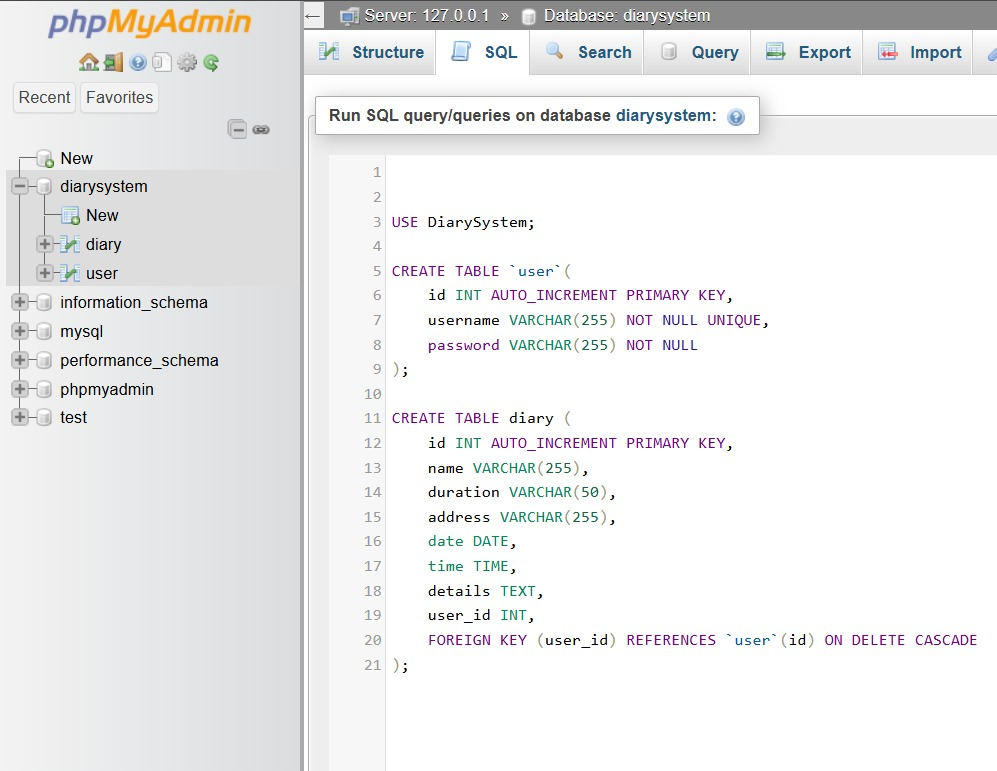 phpMyAdmin
Recent Favorites
New
diarysystem
New
diary
user
information_schema
mysql
performance_schema
phpmyadmin
test
← Server: 127.0.0.1 » Database: diarysystem
Structure SQL Search Query Export Import
Run SQL query/queries on database diarysystem:
1
2
3 USE DiarySystem;
4
5 CREATE TABLE `user`(
6 id INT AUTO_INCREMENT PRIMARY KEY,
7 username VARCHAR(255) NOT NULL UNIQUE,
8 password VARCHAR(255) NOT NULL
9 );
10
11 CREATE TABLE diary (
12 id INT AUTO_INCREMENT PRIMARY KEY,
13 name VARCHAR(255),
14 duration VARCHAR(50),
15 address VARCHAR(255),
16 date DATE,
17 time TIME,
18 details TEXT,
19 user_id INT,
20 FOREIGN KEY (user_id) REFERENCES `user`(id) ON DELETE CASCADE
21 );